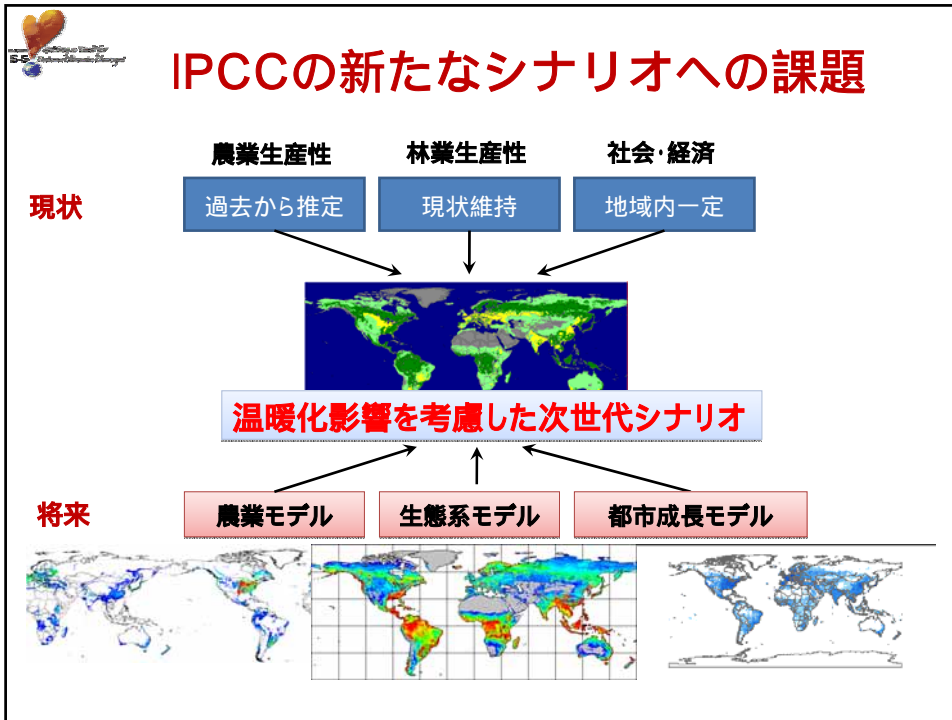 S-5
IPCCの新たなシナリオへの課題
農業生産性 林業生産性 社会・経済
現状 過去から推定 現状維持 地域内一定
温暖化影響を考慮した次世代シナリオ
将来 農業モデル 生態系モデル 都市成長モデル